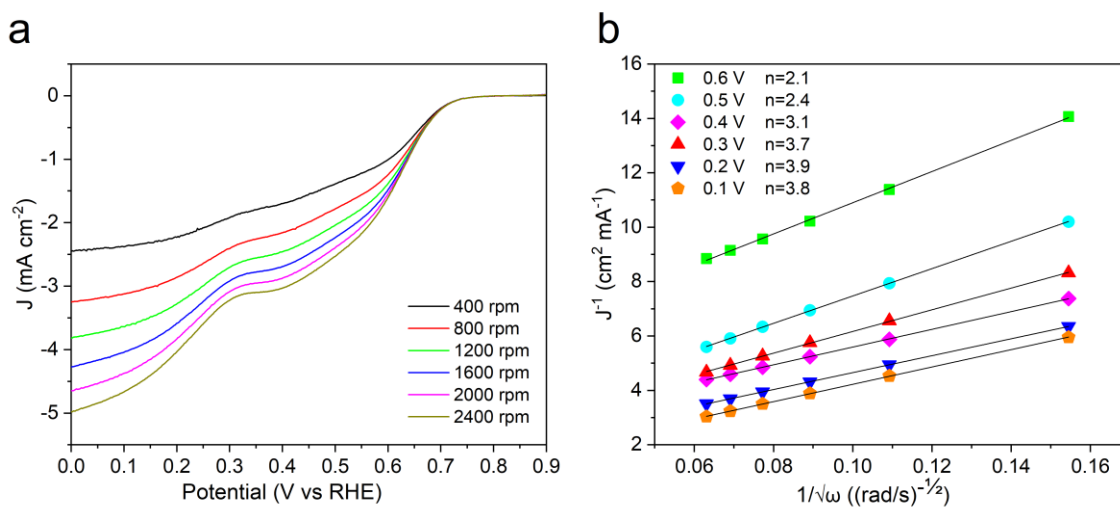 a
0
-1
-2
-3
-4
-5
J (mA cm⁻²)
400 rpm
800 rpm
1200 rpm
1600 rpm
2000 rpm
2400 rpm
0.0 0.1 0.2 0.3 0.4 0.5 0.6 0.7 0.8 0.9
Potential (V vs RHE)
b
16
14
12
10
8
6
4
2
J⁻¹ (cm² mA⁻¹)
0.6 V n=2.1
0.5 V n=2.4
0.4 V n=3.1
0.3 V n=3.7
0.2 V n=3.9
0.1 V n=3.8
0.06 0.08 0.10 0.12 0.14 0.16
1/√ω ((rad/s)⁻½)